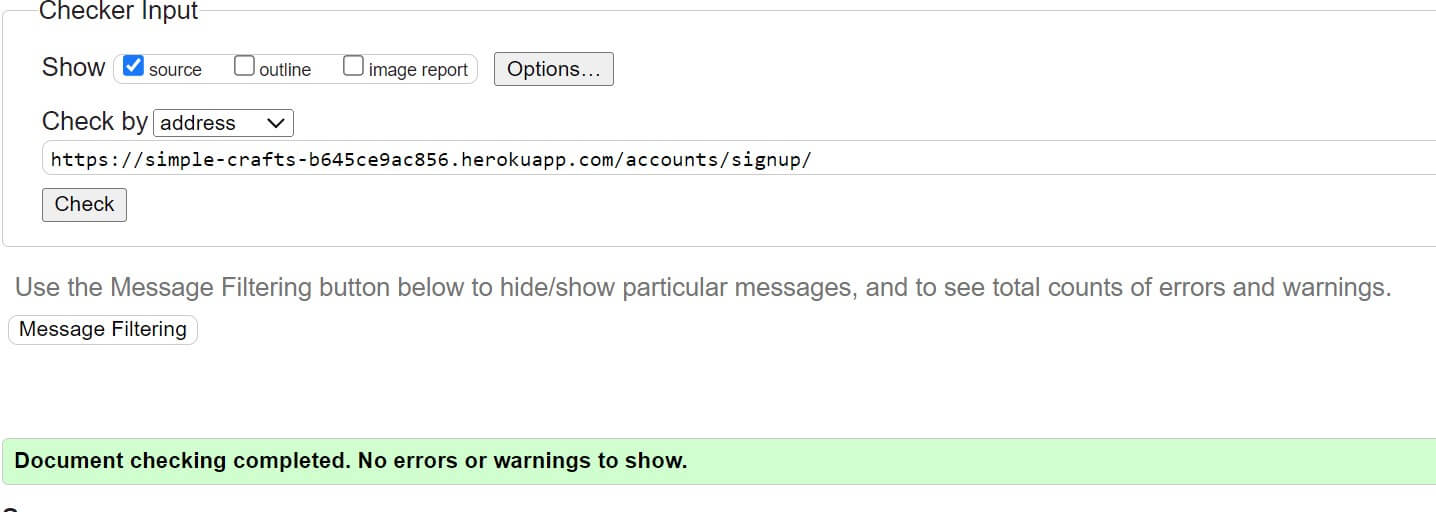 Checker Input
Show source outline image report Options...
Check by address
https://simple-crafts-b645ce9ac856.herokuapp.com/accounts/signup/
Check
Use the Message Filtering button below to hide/show particular messages, and to see total counts of errors and warnings.
Message Filtering
Document checking completed. No errors or warnings to show.